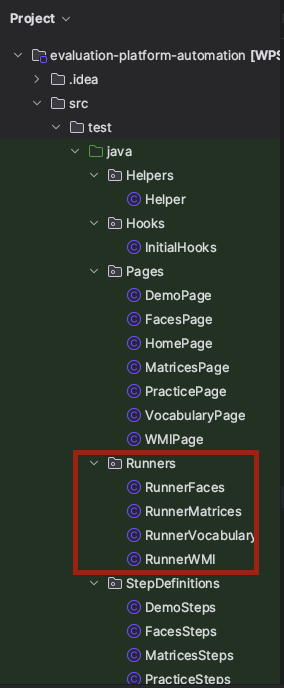 Project
evaluation-platform-automation [WPS
.idea
src
test
java
Helpers
Helper
Hooks
InitialHooks
Pages
DemoPage
FacesPage
HomePage
MatricesPage
PracticePage
VocabularyPage
WMIPage
Runners
RunnerFaces
RunnerMatrices
RunnerVocabulary
RunnerWMI
StepDefinitions
DemoSteps
FacesSteps
MatricesSteps
PracticeSteps